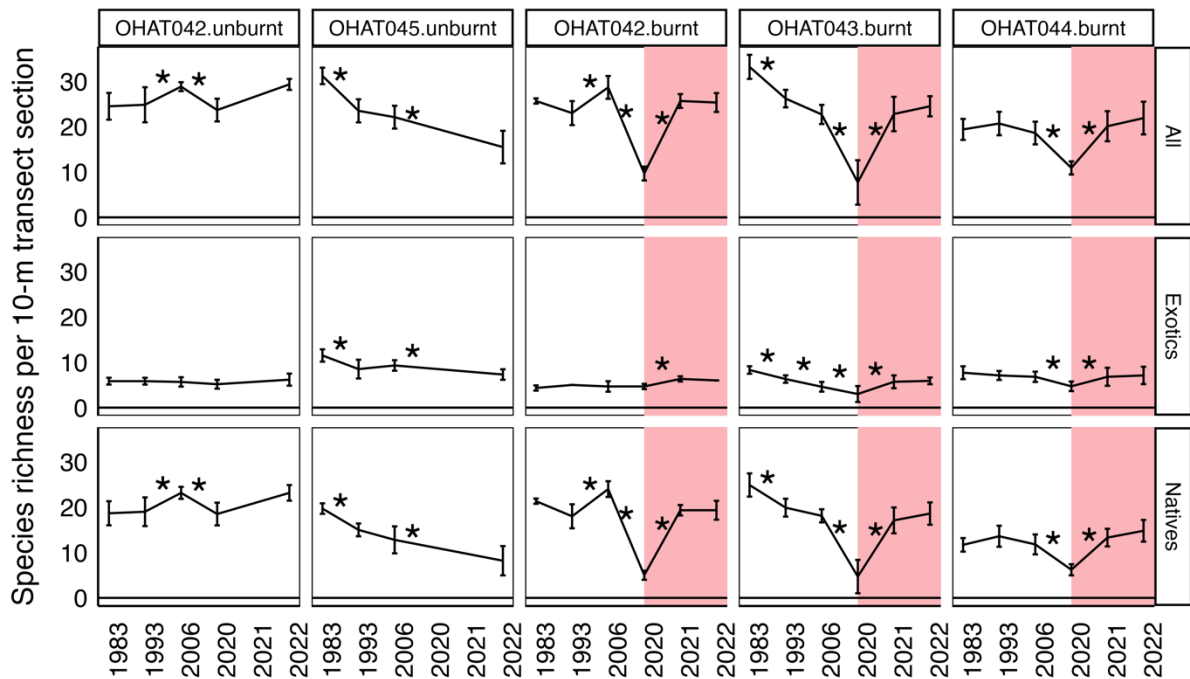 OHAT042.unburnt OHAT045.unburnt OHAT042.burnt OHAT043.burnt OHAT044.burnt
Species richness per 10-m transect section
30
20
10
0
* * * * * * * * * * * *
All
30
20
10
0
* * * * * * * * *
Exotics
30
20
10
0
* * * * * * * * * * * *
Natives
1983 1993 2006 2020 2021 2022 1983 1993 2006 2020 2021 2022 1983 1993 2006 2020 2021 2022 1983 1993 2006 2020 2021 2022 1983 1993 2006 2020 2021 2022